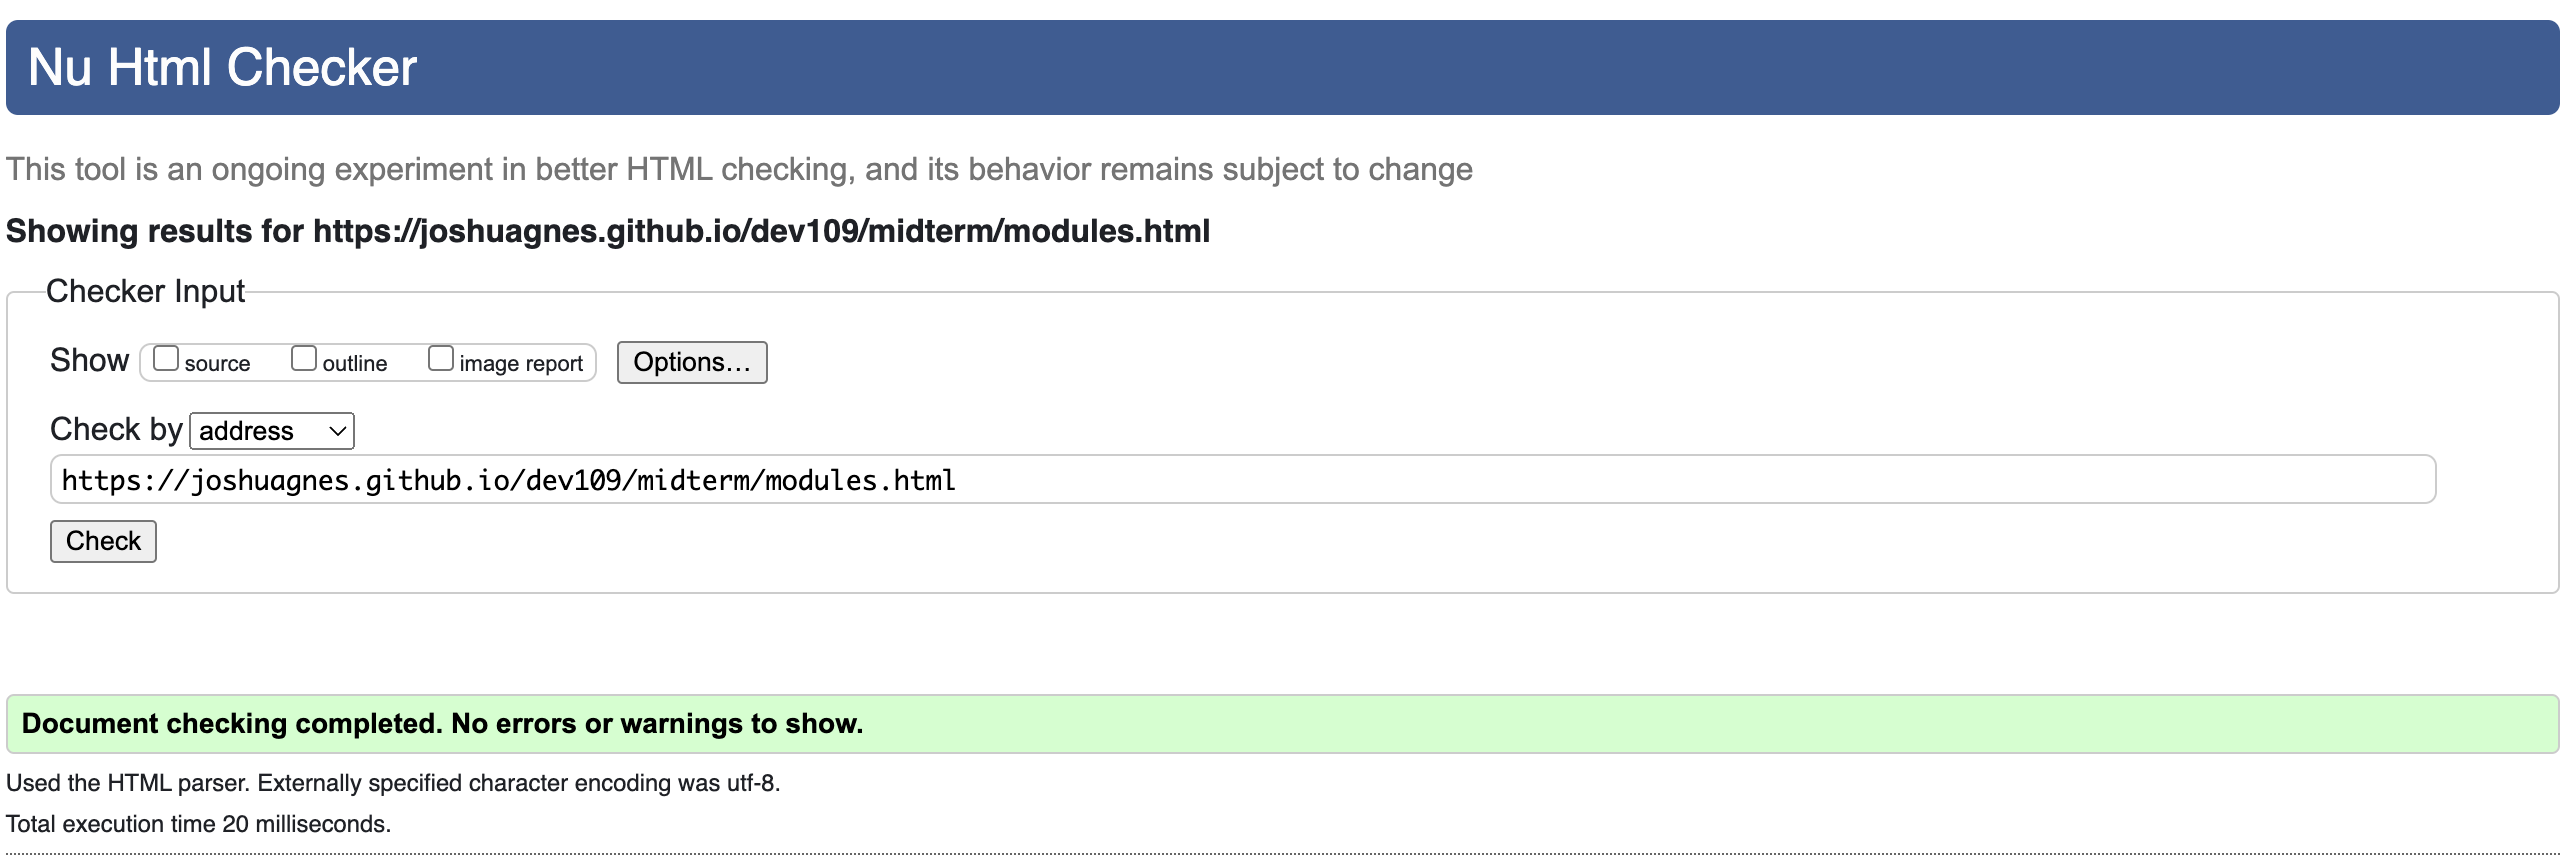 Nu Html Checker
This tool is an ongoing experiment in better HTML checking, and its behavior remains subject to change
Showing results for https://joshuagnes.github.io/dev109/midterm/modules.html
Checker Input
Show source outline image report Options…
Check by address
https://joshuagnes.github.io/dev109/midterm/modules.html
Check
Document checking completed. No errors or warnings to show.
Used the HTML parser. Externally specified character encoding was utf-8.
Total execution time 20 milliseconds.